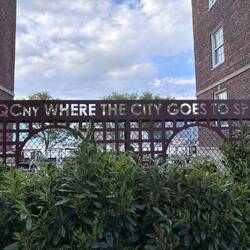 QCNY WHERE THE CITY GOES TO S